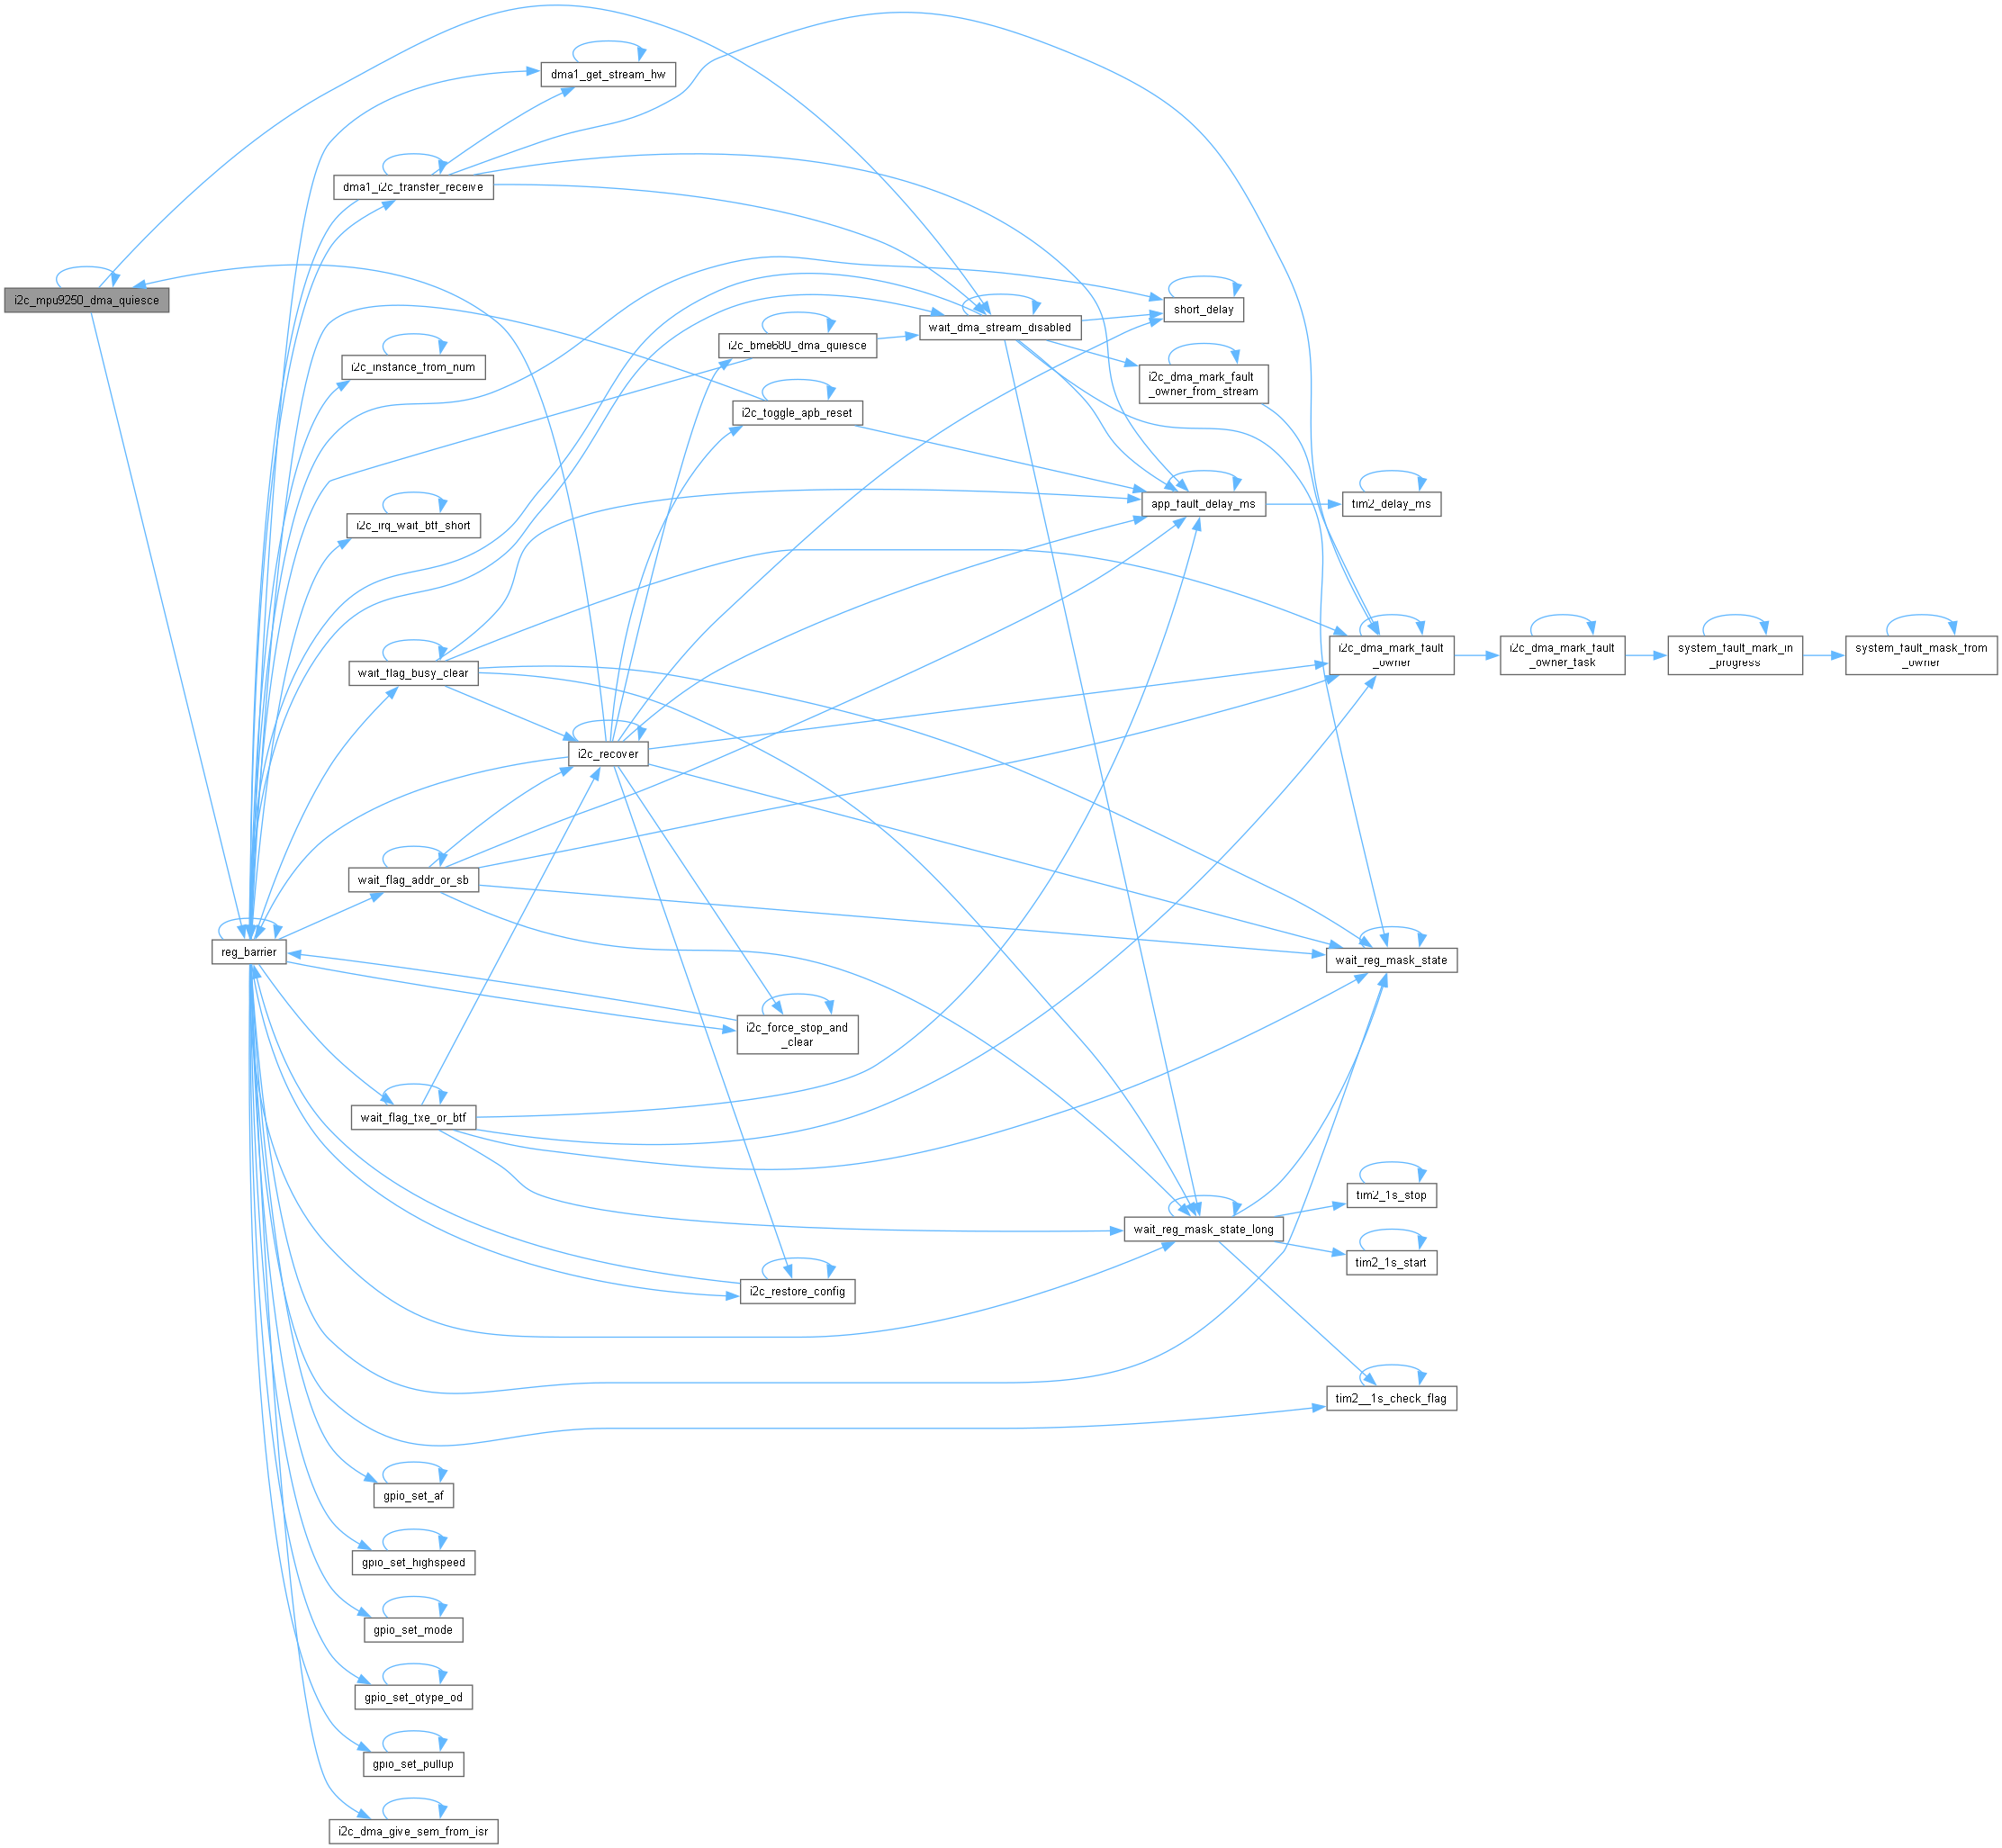 dma1_get_stream_hw
dma1_i2c_transfer_receive
i2c_mpu9250_dma_quiesce
short_delay
wait_dma_stream_disabled
i2c_bme680_dma_quiesce
i2c_instance_from_num
i2c_dma_mark_fault
_owner_from_stream
i2c_toggle_apb_reset
app_fault_delay_ms
tim2_delay_ms
i2c_irq_wait_btf_short
i2c_dma_mark_fault
_owner
i2c_dma_mark_fault
_owner_task
system_fault_mark_in
_progress
system_fault_mask_from
_owner
wait_flag_busy_clear
i2c_recover
wait_flag_addr_or_sb
reg_barrier
wait_reg_mask_state
i2c_force_stop_and
_clear
wait_flag_txe_or_btf
tim2_1s_stop
wait_reg_mask_state_long
tim2_1s_start
i2c_restore_config
tim2__1s_check_flag
gpio_set_af
gpio_set_highspeed
gpio_set_mode
gpio_set_otype_od
gpio_set_pullup
i2c_dma_give_sem_from_isr